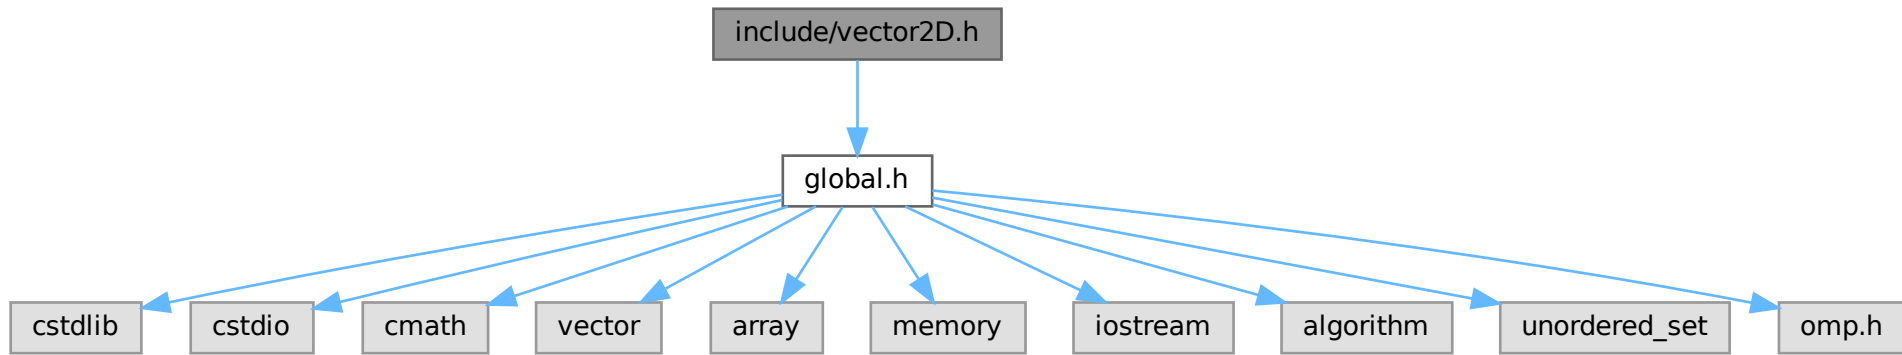 include/vector2D.h
global.h
cstdlib
cstdio
cmath
vector
array
memory
iostream
algorithm
unordered_set
omp.h